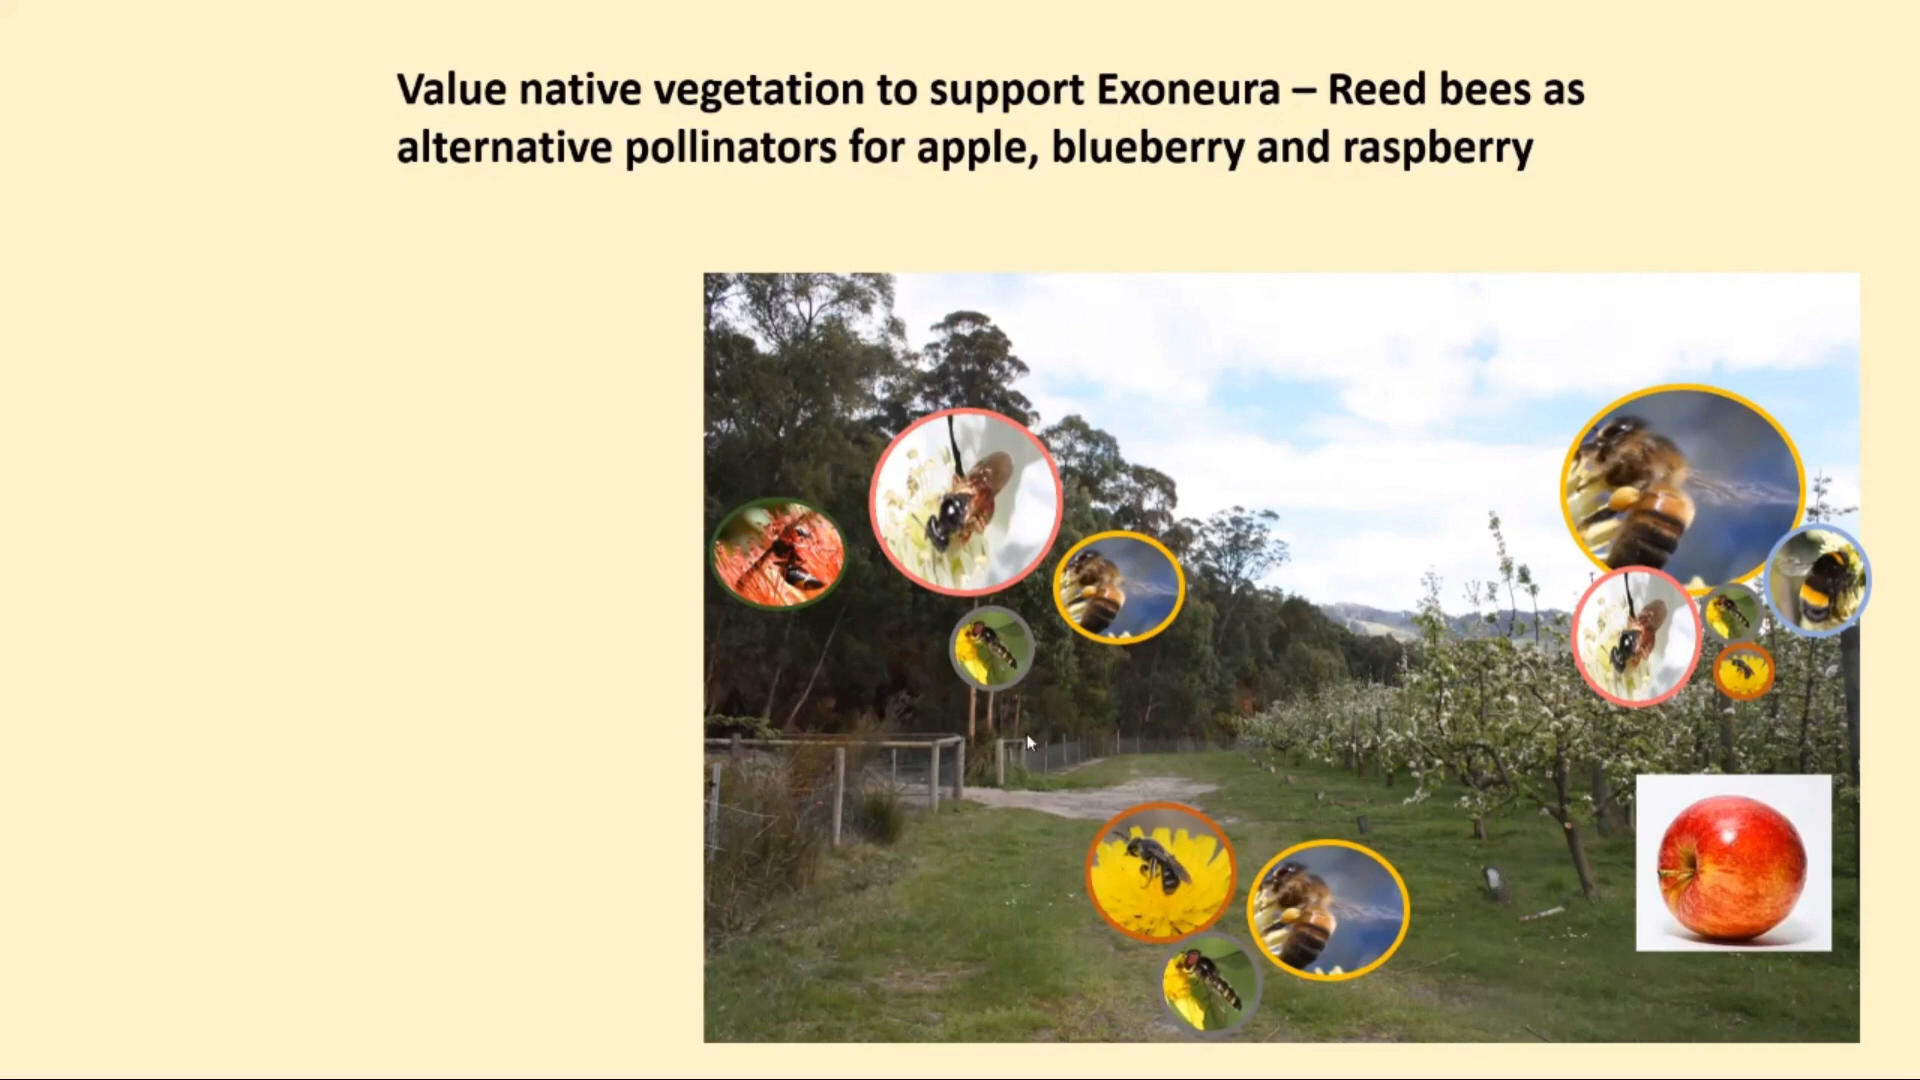 Value native vegetation to support Exoneura – Reed bees as
alternative pollinators for apple, blueberry and raspberry